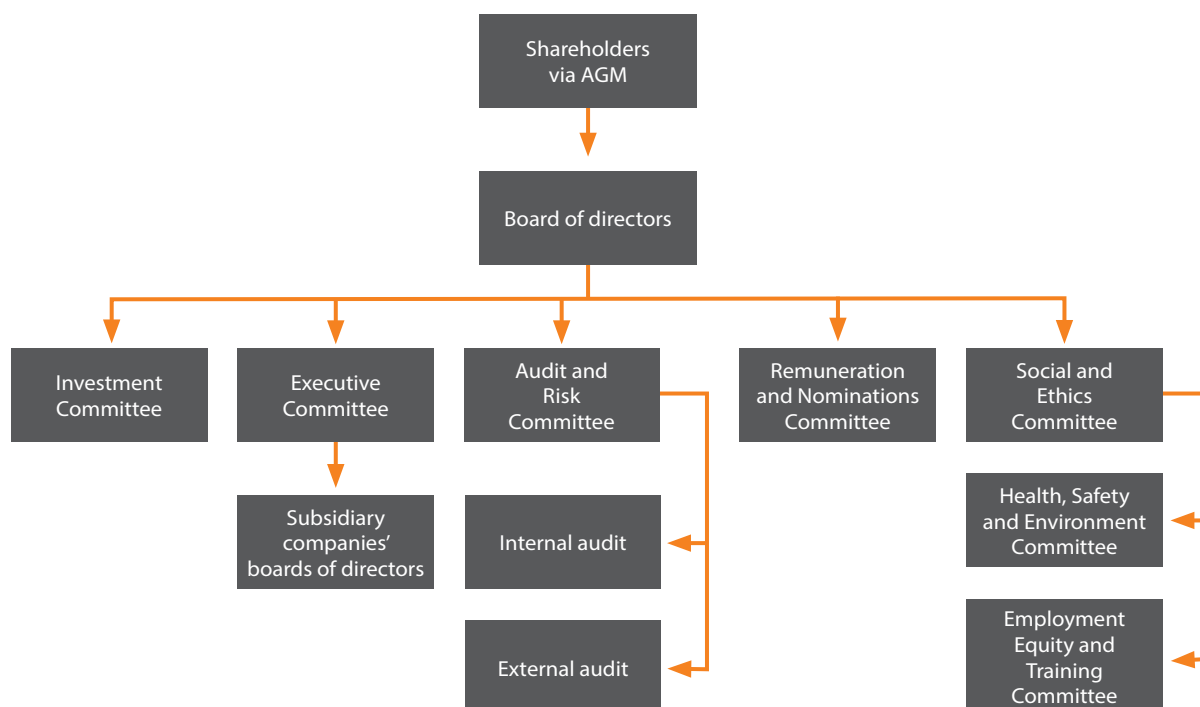 Shareholders
via AGM
Board of directors
Investment
Committee
Executive
Committee
Audit and
Risk
Committee
Remuneration
and Nominations
Committee
Social and
Ethics
Committee
Subsidiary
companies’
boards of directors
Internal audit
External audit
Health, Safety
and Environment
Committee
Employment
Equity and
Training
Committee